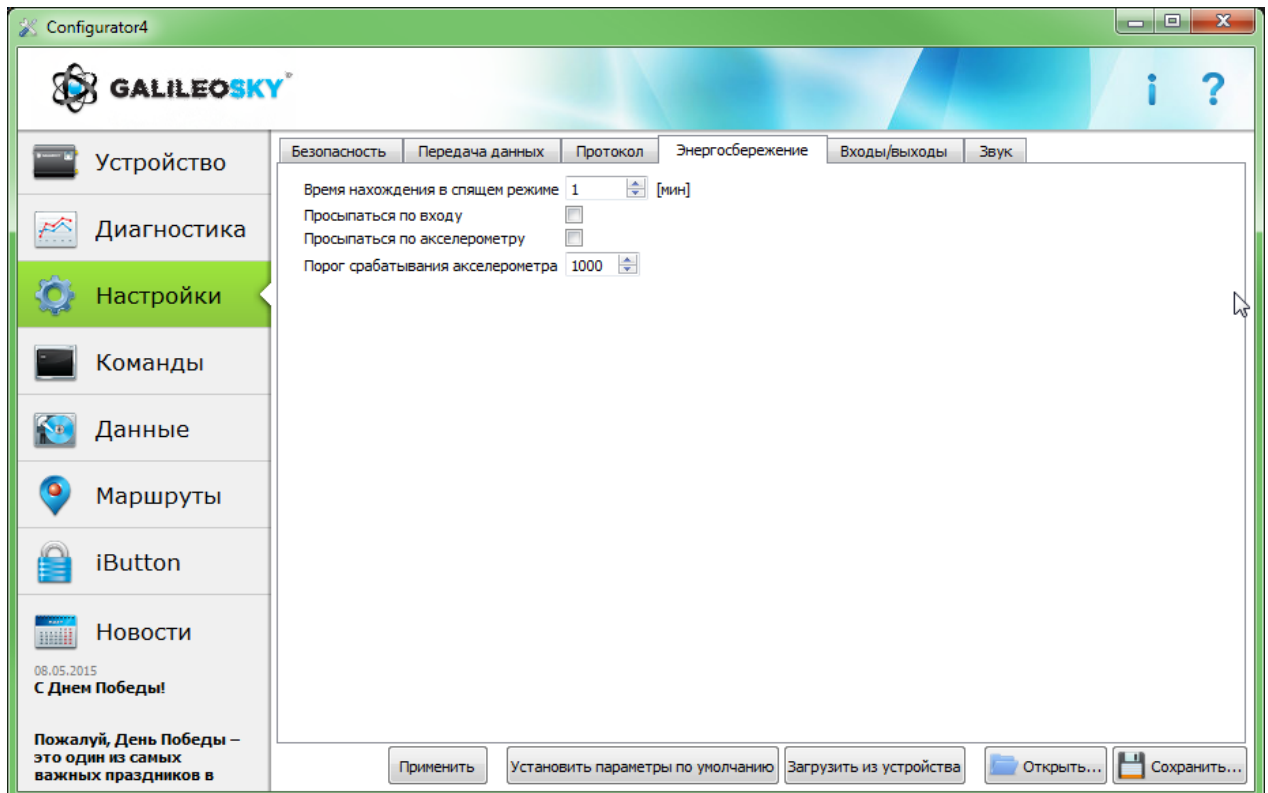 Configurator4
GALILEOSKY
i ?
Устройство
Диагностика
Настройки
Команды
Данные
Маршруты
iButton
Новости
08.05.2015
С Днем Победы!
Пожалуй, День Победы –
это один из самых
важных праздников в
Безопасность Передача данных Протокол Энергосбережение Входы/выходы Звук
Время нахождения в спящем режиме 1 [мин]
Просыпаться по входу
Просыпаться по акселерометру
Порог срабатывания акселерометра 1000
Применить Установить параметры по умолчанию Загрузить из устройства Открыть... Сохранить...